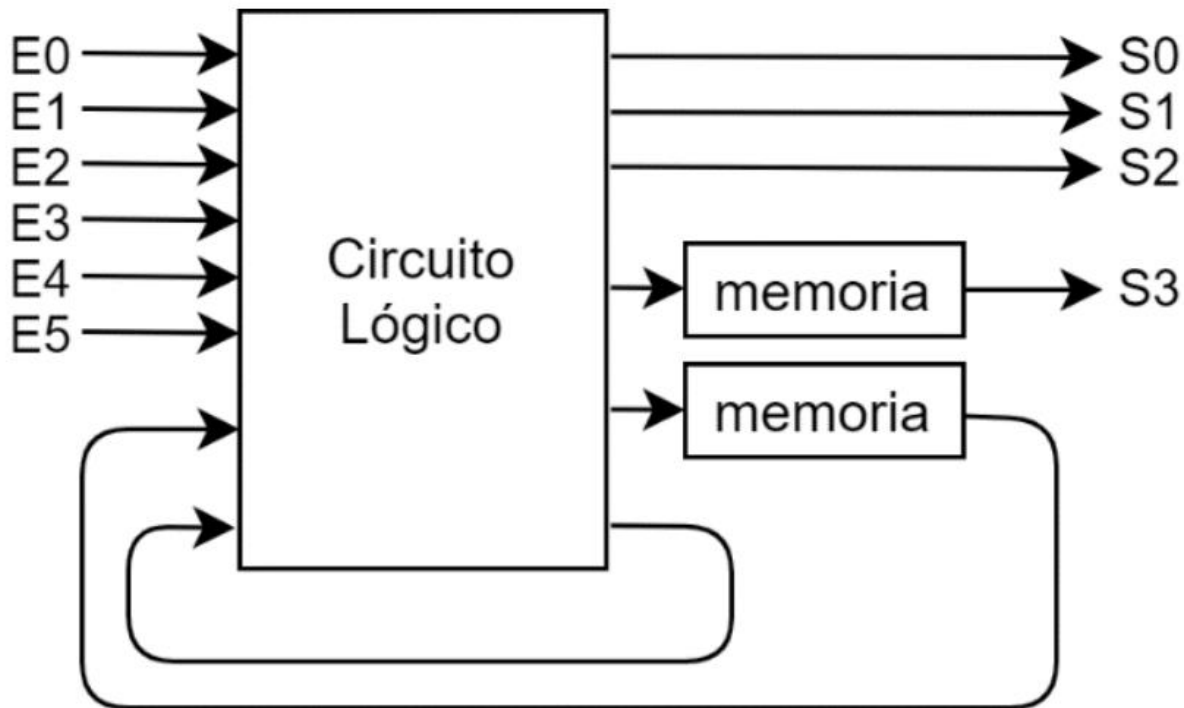 E0
E1
E2
E3
E4
E5
Circuito
Lógico
S0
S1
S2
memoria
S3
memoria